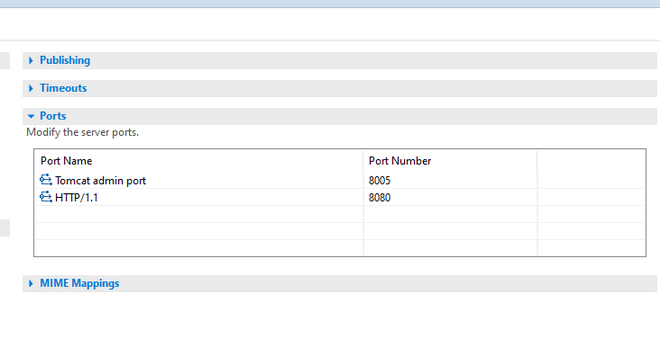 Publishing
Timeouts
Ports
Modify the server ports.
Port Name Port Number
Tomcat admin port 8005
HTTP/1.1 8080
MIME Mappings